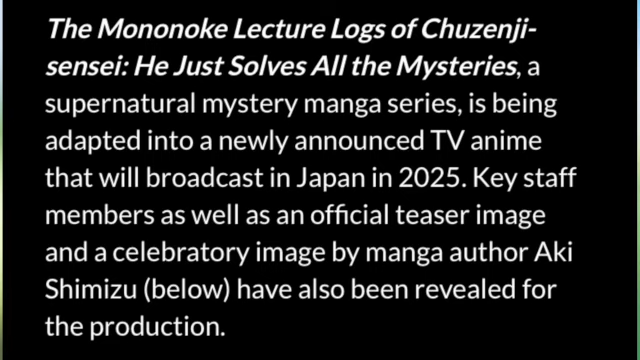 The Mononoke Lecture Logs of Chuzenji-
sensei: He Just Solves All the Mysteries, a
supernatural mystery manga series, is being
adapted into a newly announced TV anime
that will broadcast in Japan in 2025. Key staff
members as well as an official teaser image
and a celebratory image by manga author Aki
Shimizu (below) have also been revealed for
the production.